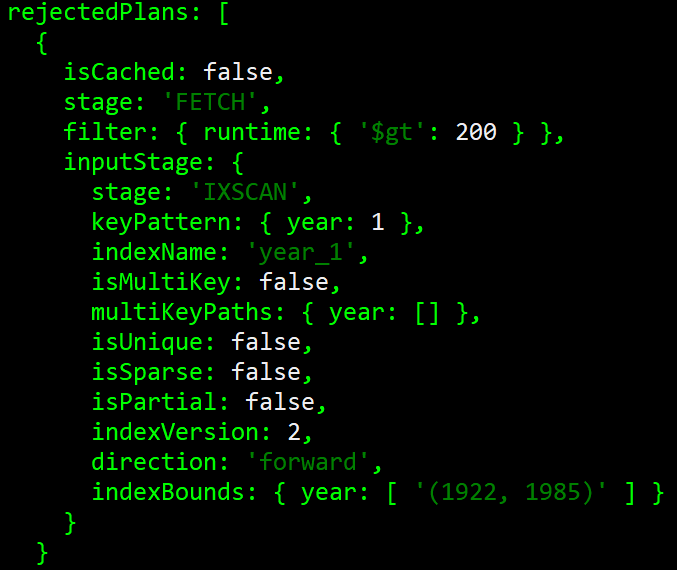 rejectedPlans: [
  {
    isCached: false,
    stage: 'FETCH',
    filter: { runtime: { '$gt': 200 } },
    inputStage: {
      stage: 'IXSCAN',
      keyPattern: { year: 1 },
      indexName: 'year_1',
      isMultiKey: false,
      multiKeyPaths: { year: [] },
      isUnique: false,
      isSparse: false,
      isPartial: false,
      indexVersion: 2,
      direction: 'forward',
      indexBounds: { year: [ '(1922, 1985)' ] }
    }
  }